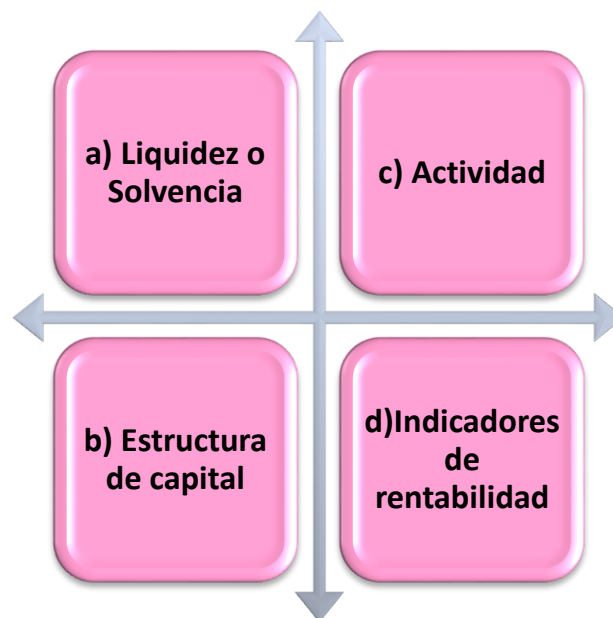 a) Liquidez o
Solvencia
c) Actividad
b) Estructura
de capital
d)Indicadores
de
rentabilidad